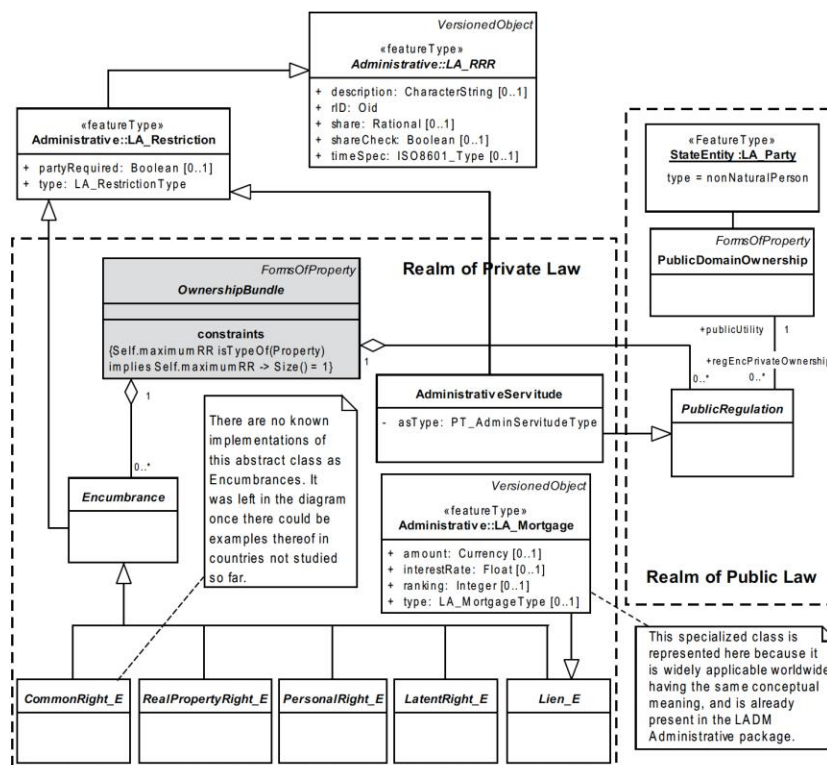 VersionedObject
«featureType»
Administrative::LA_RRR
+ description: CharacterString [0..1]
+ rID: Oid
+ share: Rational [0..1]
+ shareCheck: Boolean [0..1]
+ timeSpec: ISO8601_Type [0..1]
«featureType»
Administrative::LA_Restriction
+ partyRequired: Boolean [0..1]
+ type: LA_RestrictionType
«FeatureType»
StateEntity :LA_Party
type = nonNaturalPerson
FormsOfProperty
PublicDomainOwnership
Realm of Private Law
FormsOfProperty
OwnershipBundle
constraints
{Self.maximumRR isTypeOf(Property)
implies Self.maximumRR -> Size() = 1}
1
+publicUtility
1
+regEncPrivateOwnership
0..*
0..*
1
0..*
There are no known
implementations of
this abstract class as
Encumbrances. It
was left in the diagram
once there could be
examples thereof in
countries not studied
so far.
AdministrativeServitude
- asType: PT_AdminServitudeType
PublicRegulation
Encumbrance
VersionedObject
«featureType»
Administrative::LA_Mortgage
+ amount: Currency [0..1]
+ interestRate: Float [0..1]
+ ranking: Integer [0..1]
+ type: LA_MortgageType [0..1]
Realm of Public Law
This specialized class is
represented here because it
is widely applicable worldwide
having the same conceptual
meaning, and is already
present in the LADM
Administrative package.
CommonRight_E
RealPropertyRight_E
PersonalRight_E
LatentRight_E
Lien_E